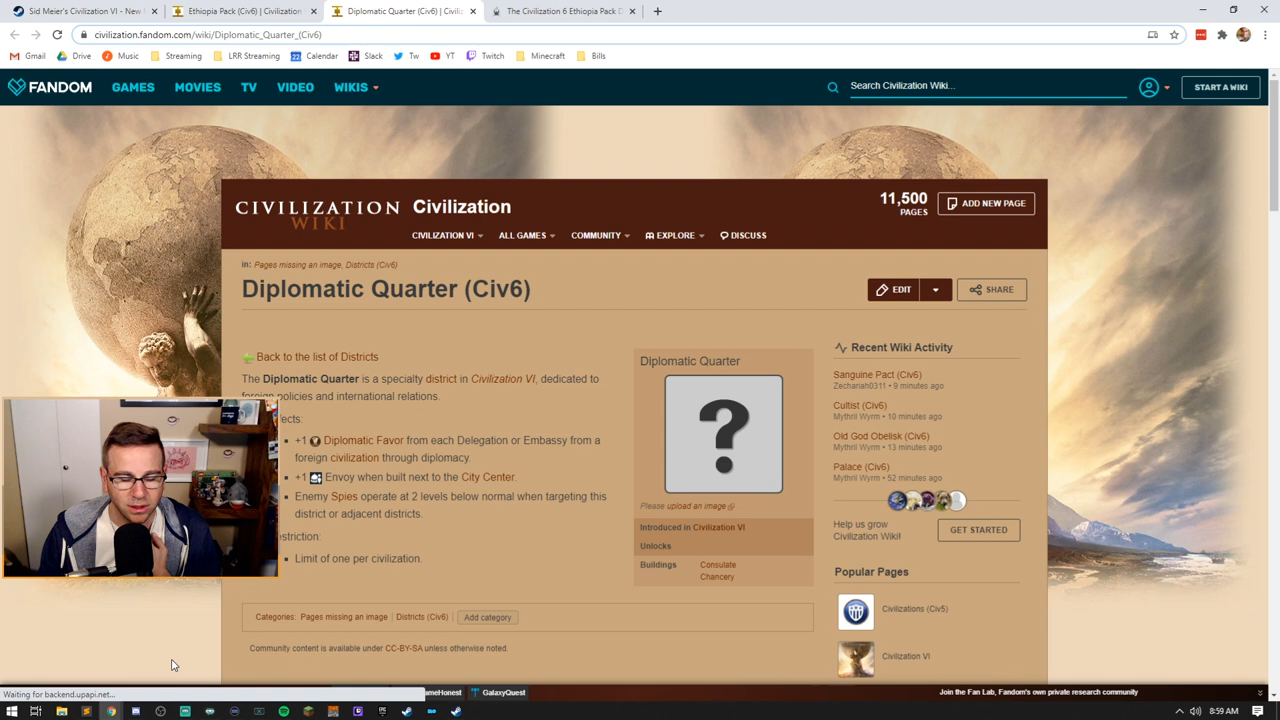 Sid Meier's Civilization VI - New
Ethiopia Pack (Civ6) | Civilization
Diplomatic Quarter (Civ6) | Civiliz
The Civilization 6 Ethiopia Pack D
civilization.fandom.com/wiki/Diplomatic_Quarter_(Civ6)
Gmail Drive Music Streaming LRR Streaming Calendar Slack Tw YT Twitch Minecraft Bills
FANDOM GAMES MOVIES TV VIDEO WIKIS Search Civilization Wiki... START A WIKI
CIVILIZATION WIKI
Civilization
11,500 PAGES
ADD NEW PAGE
CIVILIZATION VI ALL GAMES COMMUNITY EXPLORE DISCUSS
in: Pages missing an image, Districts (Civ6)
Diplomatic Quarter (Civ6)
EDIT SHARE
Back to the list of Districts
The Diplomatic Quarter is a specialty district in Civilization VI, dedicated to
foreign policies and international relations.
ects:
+1 Diplomatic Favor from each Delegation or Embassy from a
foreign civilization through diplomacy.
+1 Envoy when built next to the City Center.
Enemy Spies operate at 2 levels below normal when targeting this
district or adjacent districts.
striction:
Limit of one per civilization.
Diplomatic Quarter
?
Please upload an image
Introduced in Civilization VI
Unlocks
Buildings Consulate
Chancery
Categories: Pages missing an image Districts (Civ6) Add category
Community content is available under CC-BY-SA unless otherwise noted.
Recent Wiki Activity
Sanguine Pact (Civ6)
Zechariah0311 • 9 minutes ago
Cultist (Civ6)
Mythril Wyrm • 10 minutes ago
Old God Obelisk (Civ6)
Mythril Wyrm • 13 minutes ago
Palace (Civ6)
Mythril Wyrm • 52 minutes ago
Help us grow
Civilization Wiki!
GET STARTED
Popular Pages
Civilizations (Civ5)
Civilization VI
Waiting for backend.upapi.net...
ameHonest GalaxyQuest
Join the Fan Lab, Fandom's own private research community
8:59 AM